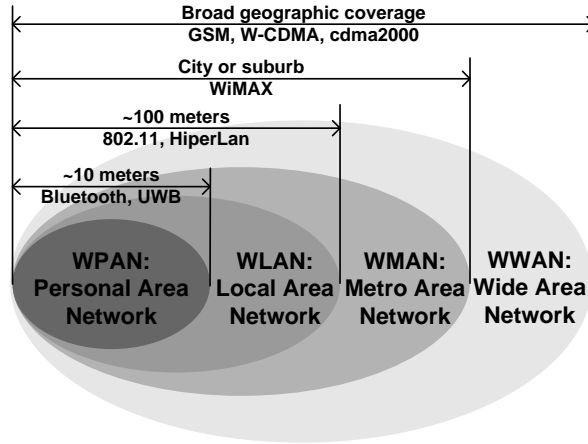 Broad geographic coverage
GSM, W-CDMA, cdma2000
City or suburb
WiMAX
~100 meters
802.11, HiperLan
~10 meters
Bluetooth, UWB
WPAN:
Personal Area
Network
WLAN:
Local Area
Network
WMAN:
Metro Area
Network
WWAN:
Wide Area
Network